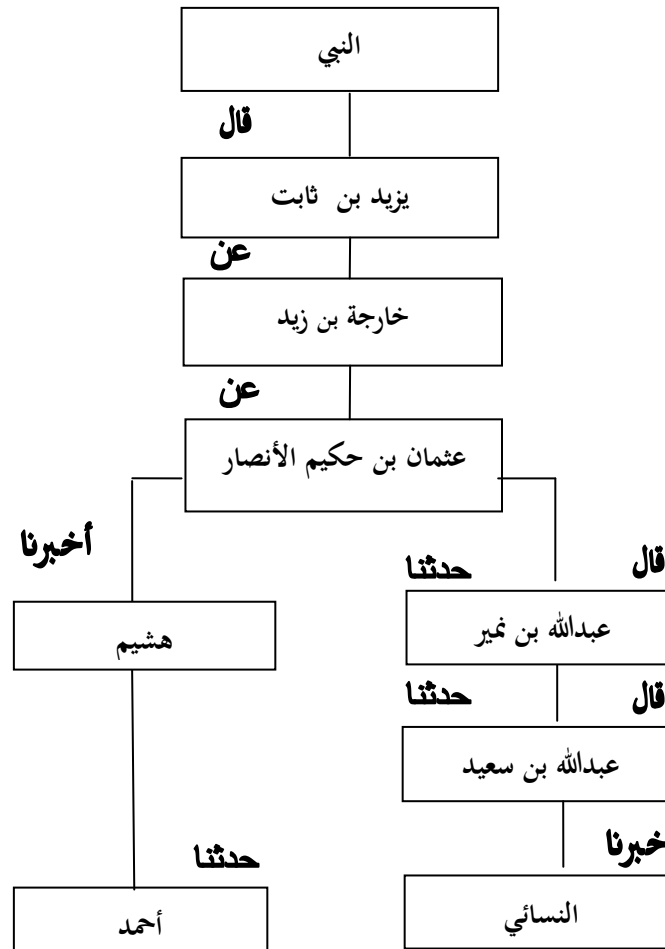 النبي
قال
يزيد بن ثابت
عن
خارجة بن زيد
عن
عثمان بن حكيم الأنصار
أخبرنا
قال
حدثنا
عبدالله بن نمير
هشيم
قال
حدثنا
عبدالله بن سعيد
خبرنا
حدثنا
النسائي
أحمد